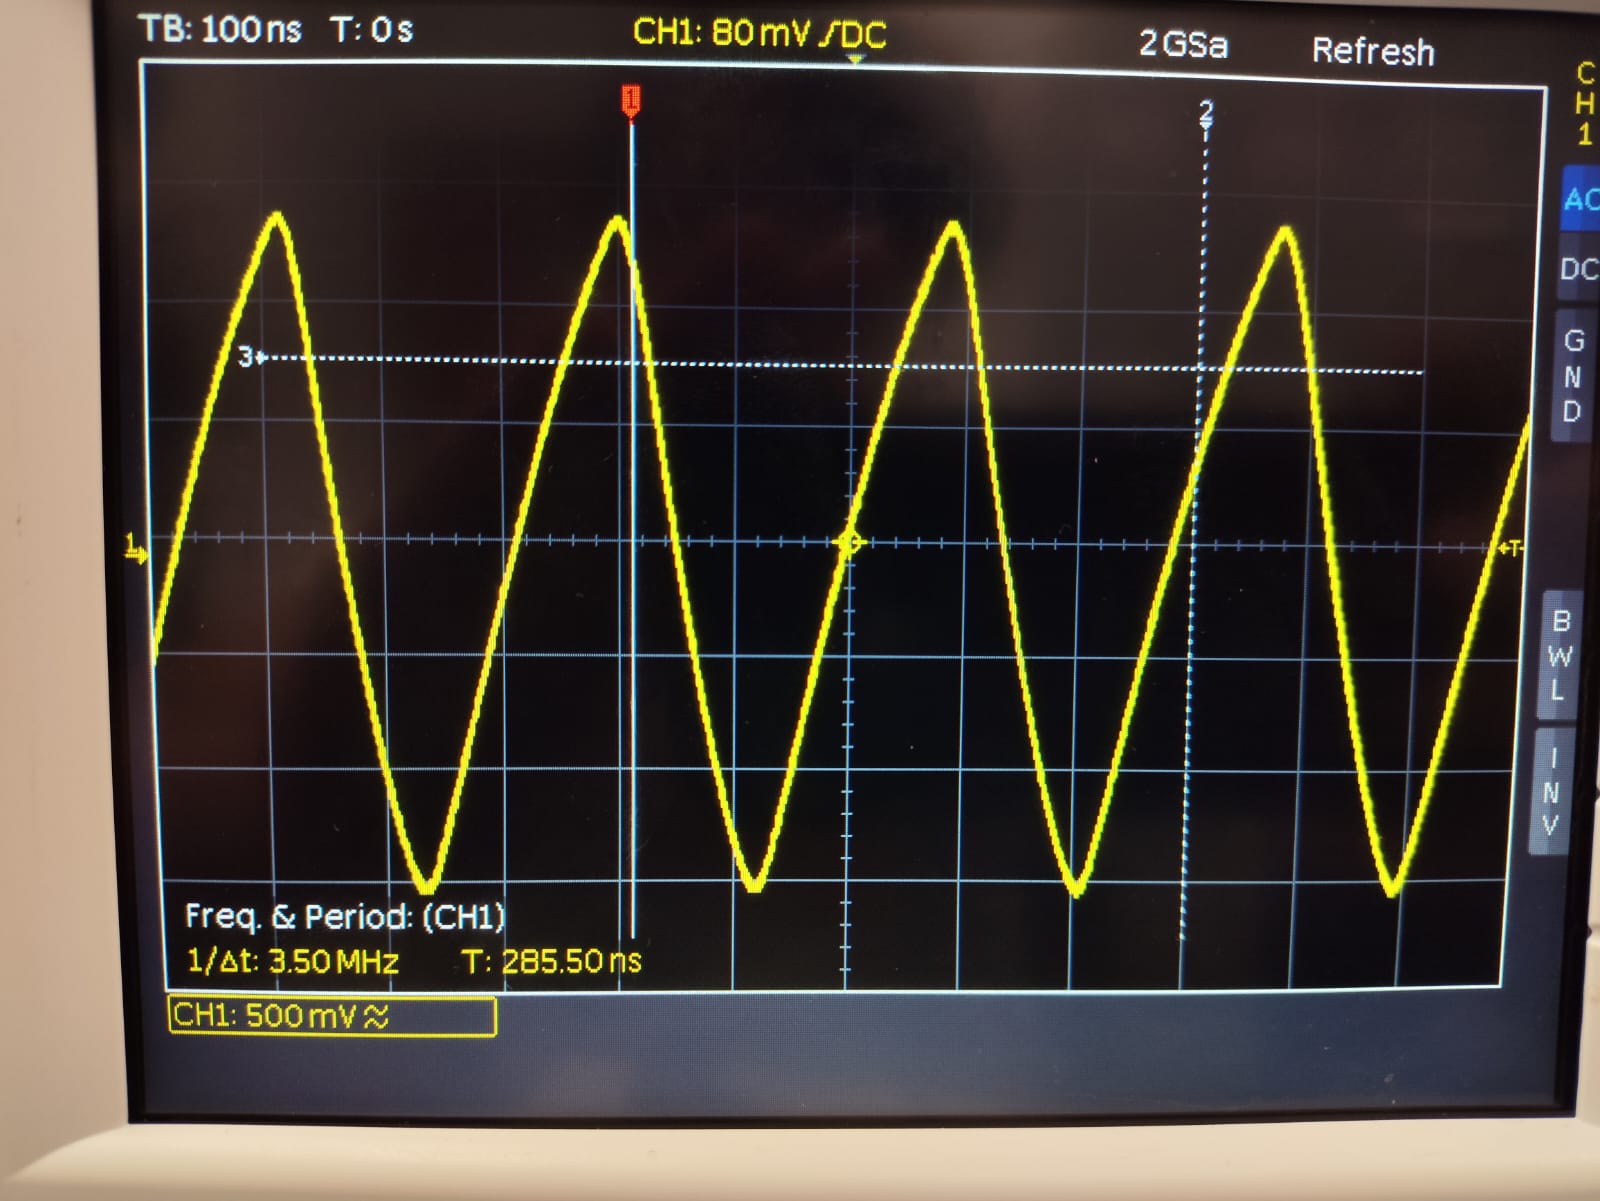 TB: 100ns T: 0s CH1: 80mV / DC 2GSa Refresh
CH1
1
2
AC
DC
3
GND
1
T
BWL
INV
Freq. & Period: (CH1)
1/Δt: 3.50MHz T: 285.50ns
CH1: 500mV≈